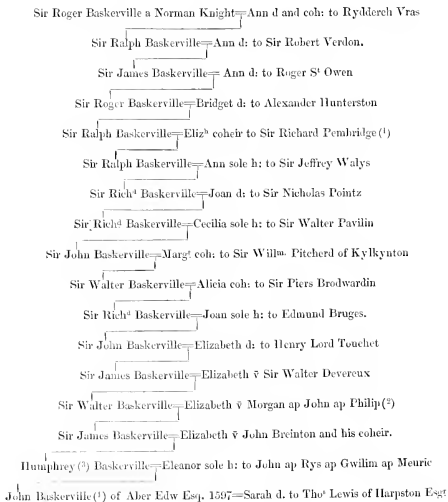 Sir Roger Baskerville a Norman Knight=Ann d and coh: to Rydderch Vras
Sir Ralph Baskerville=Ann d: to Sir Robert Verdon.
Sir James Baskerville= Ann d: to Roger Sᵗ Owen
Sir Roger Baskerville=Bridget d: to Alexander Hunterston
Sir Ralph Baskerville=Elizʰ coheir to Sir Richard Pembridge (¹)
Sir Ralph Baskerville=Ann sole h: to Sir Jeffrey Walys
Sir Richᵈ Baskerville=Joan d: to Sir Nicholas Pointz
Sir Richᵈ Baskerville=Cecilia sole h: to Sir Walter Pavilin
Sir John Baskerville=Margᵗ coh: to Sir Willᵐ. Pitcherd of Kylkynton
Sir Walter Baskerville=Alicia coh: to Sir Piers Brodwardin
Sir Richᵈ Baskerville=Joan sole h: to Edmund Bruges.
Sir John Baskerville=Elizabeth d: to Henry Lord Touchet
Sir James Baskerville=Elizabeth ṽ Sir Walter Devereux
Sir Walter Baskerville=Elizabeth ṽ Morgan ap John ap Philip (²)
Sir James Baskerville=Elizabeth ṽ John Breinton and his coheir.
Humphrey (³) Baskerville=Eleanor sole h: to John ap Rys ap Gwilim ap Meuric
John Baskerville(⁴) of Aber Edw Esq. 1597=Sarah d. to Thoˢ Lewis of Harpston Esqʳ